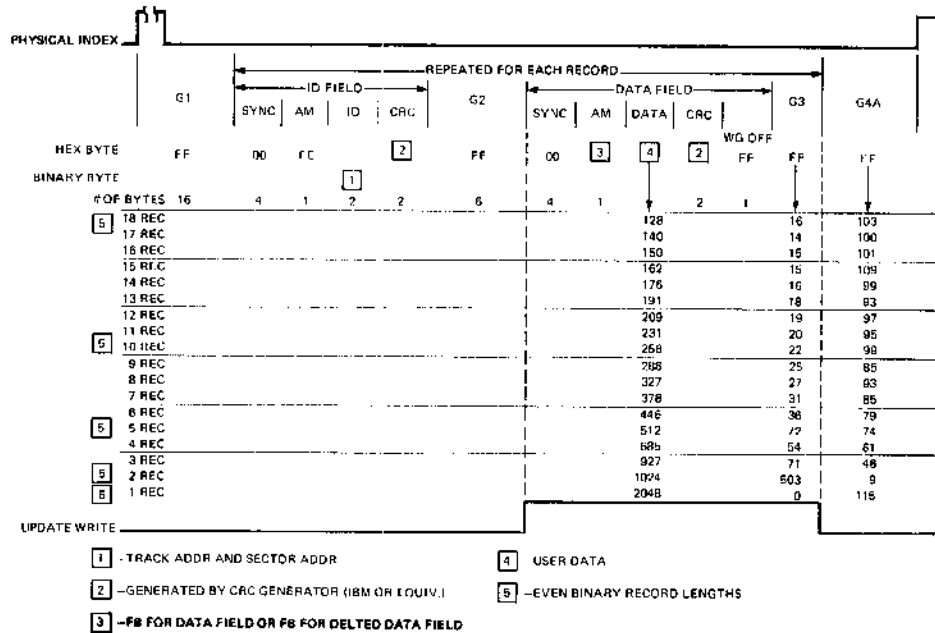 PHYSICAL INDEX
REPEATED FOR EACH RECORD
ID FIELD
DATA FIELD
G1
SYNC AM ID CRC
G2
SYNC AM DATA CRC
G3
G4A
WG OFF
HEX BYTE FF 00 2 FF 00 3 4 2 FF FF FF
BINARY BYTE 1
# OF BYTES 16 4 1 2 2 6 4 1 2 1
5 18 REC 128 16 103
17 REC 140 14 100
16 REC 150 15 101
15 REC 162 15 109
14 REC 176 16 99
13 REC 191 18 93
12 REC 209 19 97
11 REC 231 20 95
5 10 REC 22
9 REC 25
8 REC 327 27 93
7 REC 378 31 85
6 REC 446 79
5 5 REC 512 72 74
4 REC 54 61
3 REC 927 71
5 2 REC 1024 503 9
1 REC 2048 0 115
UPDATE WRITE
1 - TRACK ADDR AND SECTOR ADDR
2 -GENERATED BY CRC GENERATOR (IBM OR EQUIV.)
3 -FB FOR DATA FIELD OR F8 FOR DELTED DATA FIELD
4 USER DATA
5 -EVEN BINARY RECORD LENGTHS